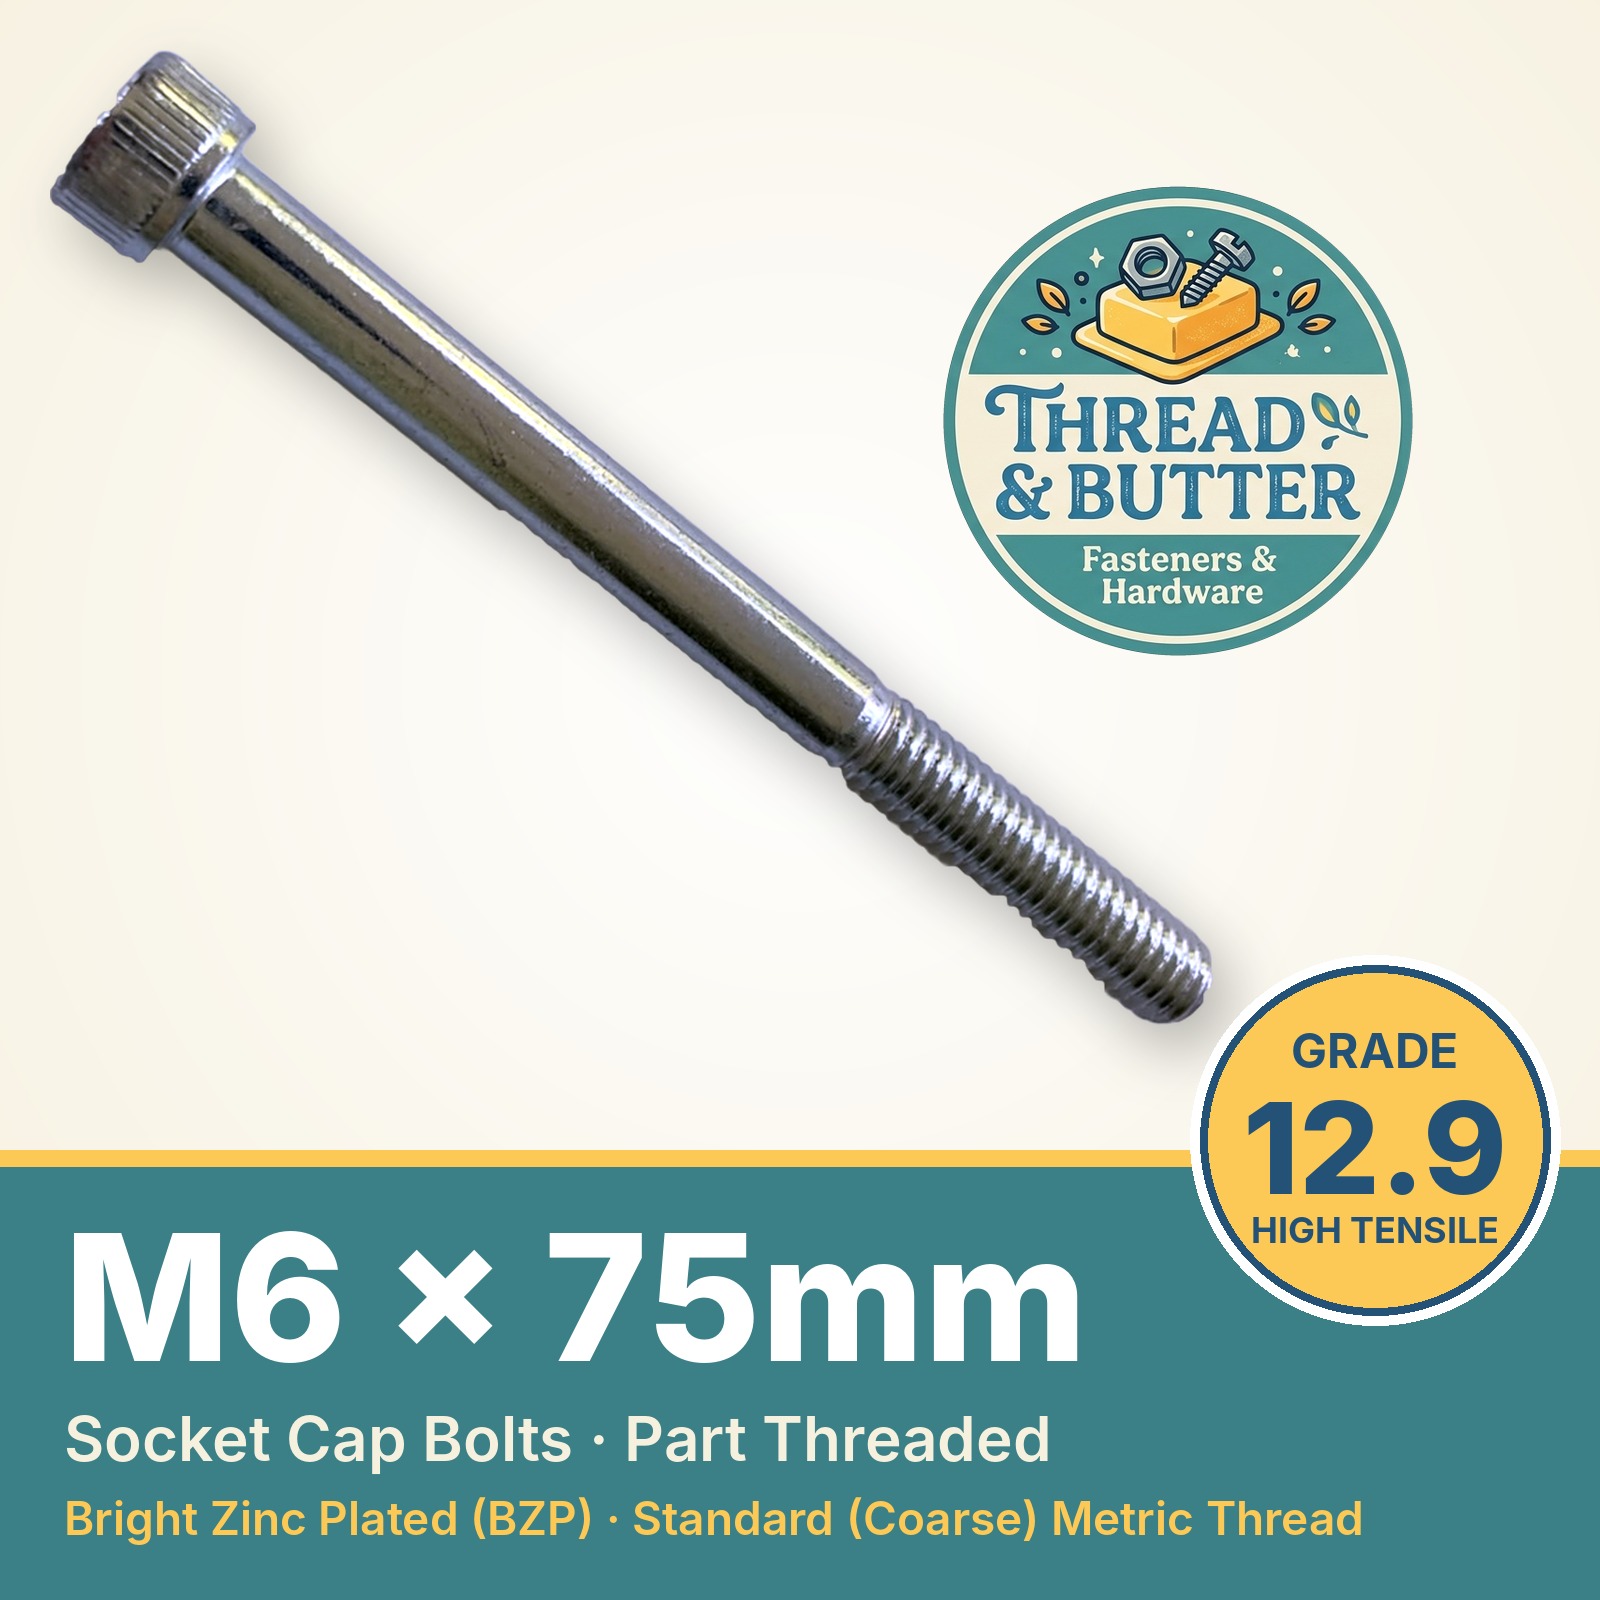 THREAD
& BUTTER
Fasteners &
Hardware
GRADE
12.9
HIGH TENSILE
M6 × 75mm
Socket Cap Bolts · Part Threaded
Bright Zinc Plated (BZP) · Standard (Coarse) Metric Thread